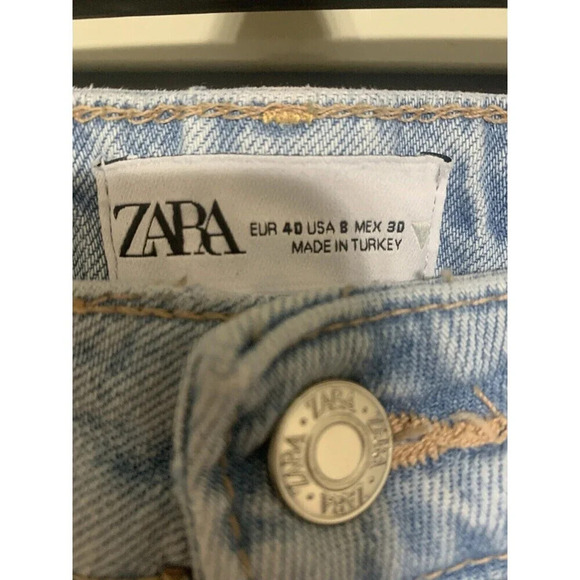 ZARA
EUR 40 USA 8 MEX 30
MADE IN TURKEY
ZARA • ZARA • ZARA • ZARA •